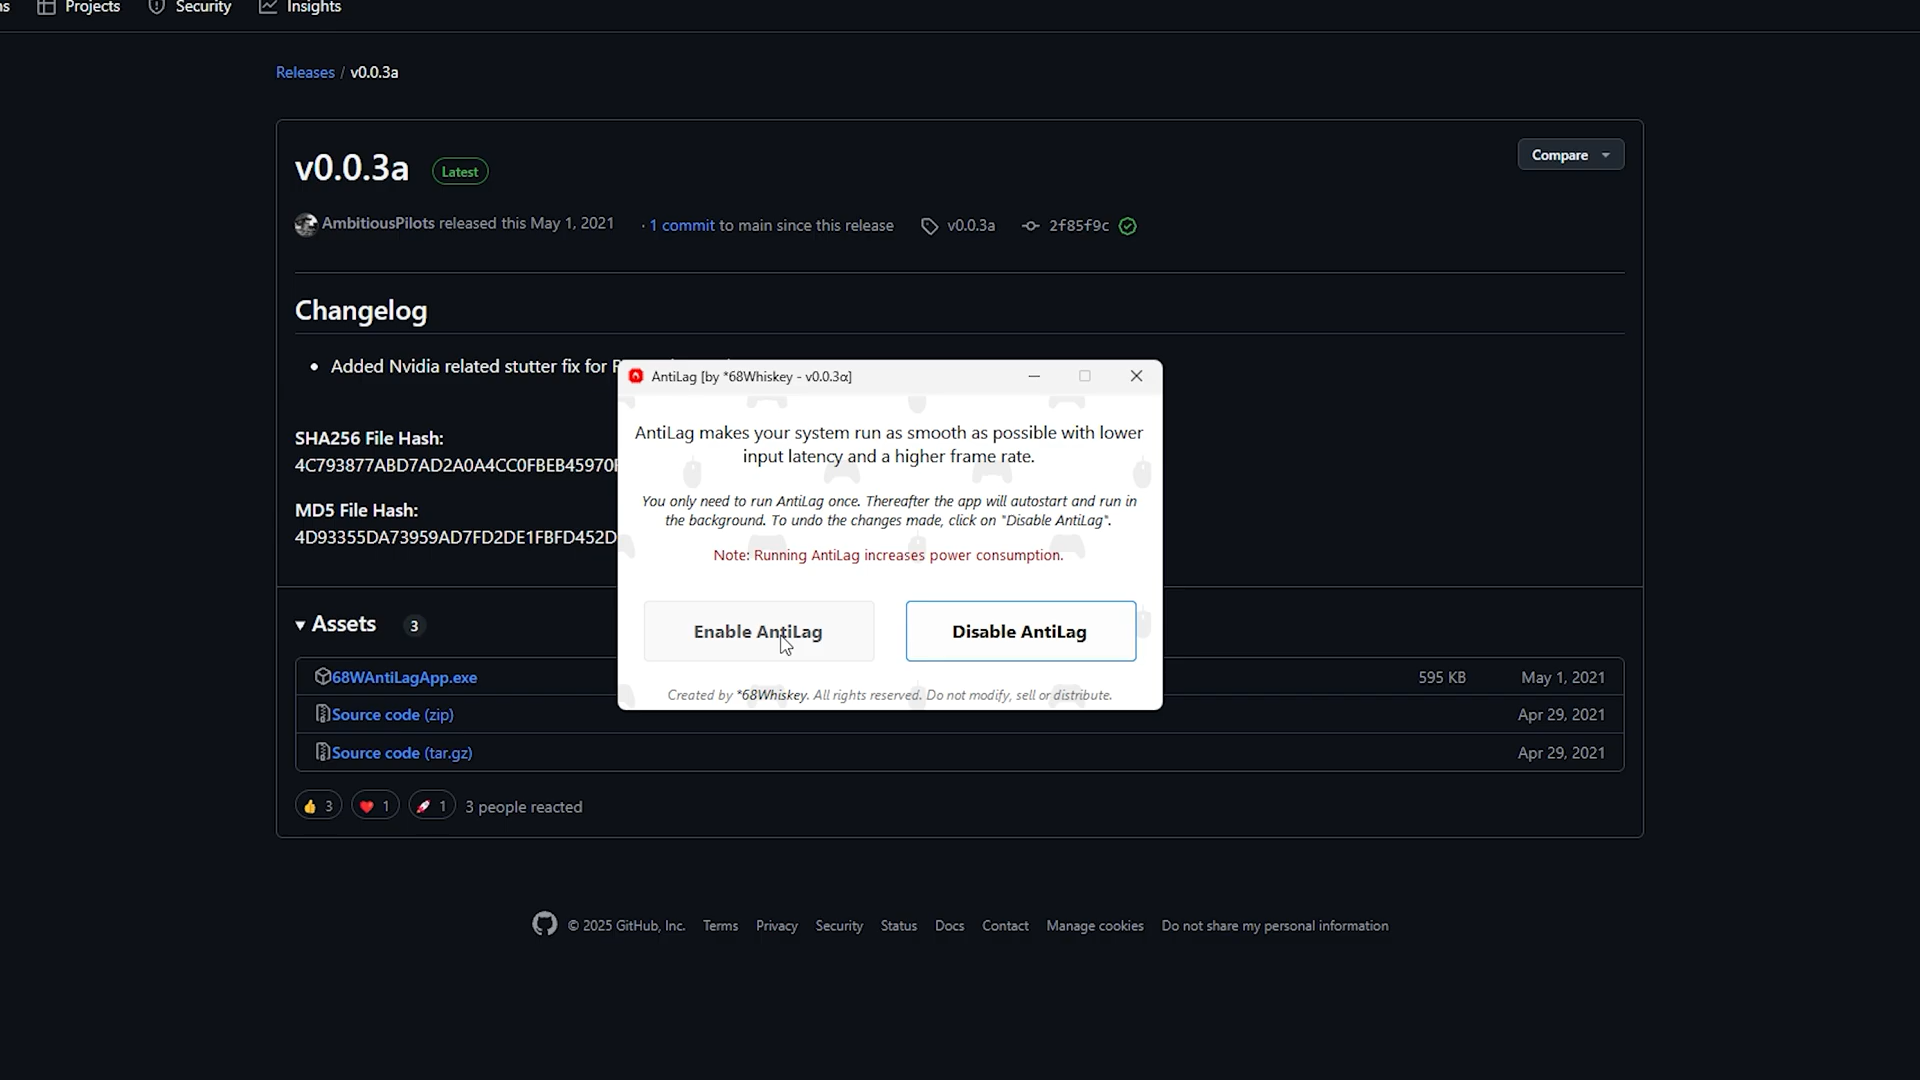 Projects
Security
Insights
Releases / v0.0.3a
v0.0.3a
Latest
Compare
AmbitiousPilots released this May 1, 2021 · 1 commit to main since this release v0.0.3a 2f85f9c
Changelog
• Added Nvidia related stutter fix for
SHA256 File Hash:
4C793877ABD7AD2A0A4CC0FBEB45970
MD5 File Hash:
4D93355DA73959AD7FD2DE1FBFD452D
AntiLag [by *68Whiskey - v0.0.3α]
AntiLag makes your system run as smooth as possible with lower
input latency and a higher frame rate.
You only need to run AntiLag once. Thereafter the app will autostart and run in
the background. To undo the changes made, click on "Disable AntiLag".
Note: Running AntiLag increases power consumption.
Enable AntiLag
Disable AntiLag
Created by *68Whiskey. All rights reserved. Do not modify, sell or distribute.
Assets 3
68WAntiLagApp.exe 595 KB May 1, 2021
Source code (zip) Apr 29, 2021
Source code (tar.gz) Apr 29, 2021
👍 3 ❤️ 1 🚀 1 3 people reacted
© 2025 GitHub, Inc. Terms Privacy Security Status Docs Contact Manage cookies Do not share my personal information